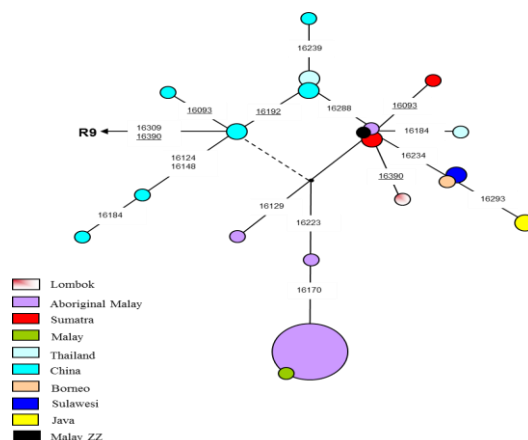 16239
16093
16192
16288
16093
R9
16309
16390
16184
16124
16148
16234
16390
16184
16129
16223
16293
16170
Lombok
Aboriginal Malay
Sumatra
Malay
Thailand
China
Borneo
Sulawesi
Java
Malay ZZ